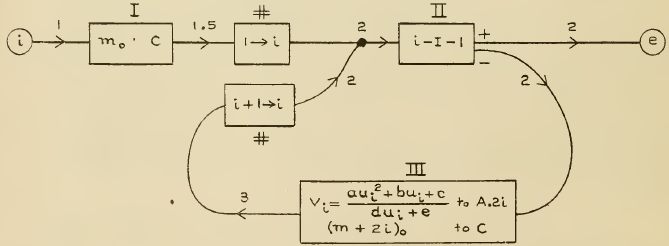 I # II
i 1 m₀ · C 1.5 1→i 2 i-I-1 + 2 e
−
i+1→i 2 2
#
III
3 vᵢ = (auᵢ² + buᵢ + c)/(duᵢ + e) to A.2i
(m + 2i)₀ to C